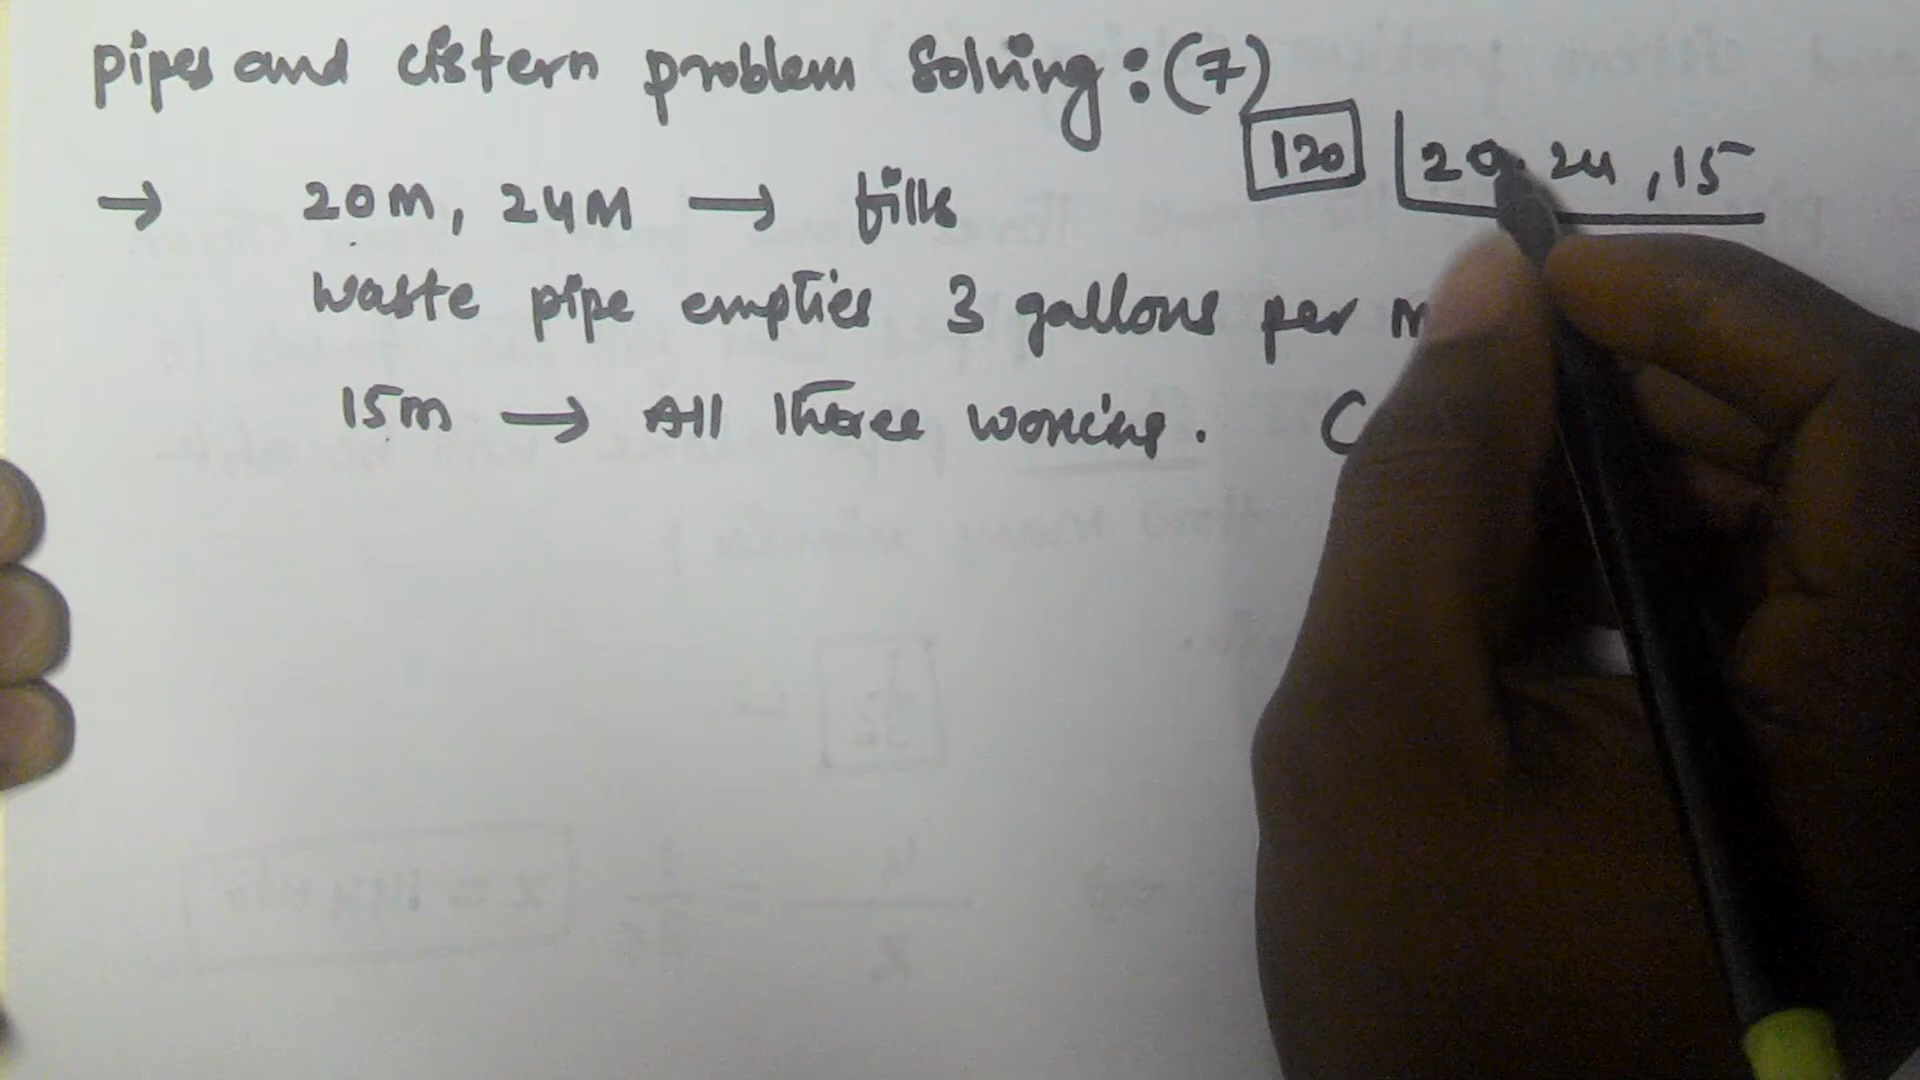 pipes and cistern problem solving : (7)
120 20, 24, 15
→ 20M, 24M → fills
waste pipe empties 3 gallons per m
15m → All three working. C